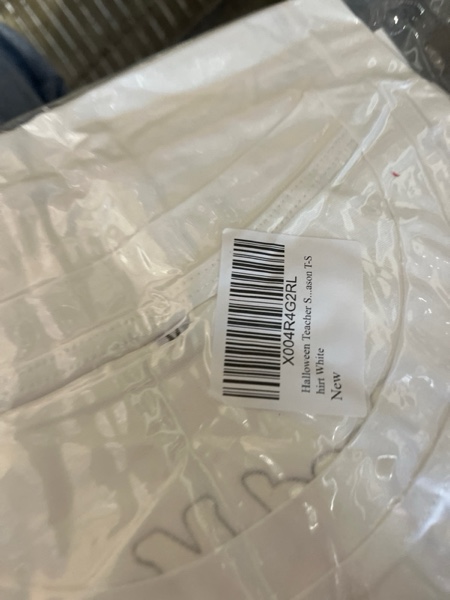 X004R4G2RL
Halloween Teacher S...ason T-S
hirt White
New